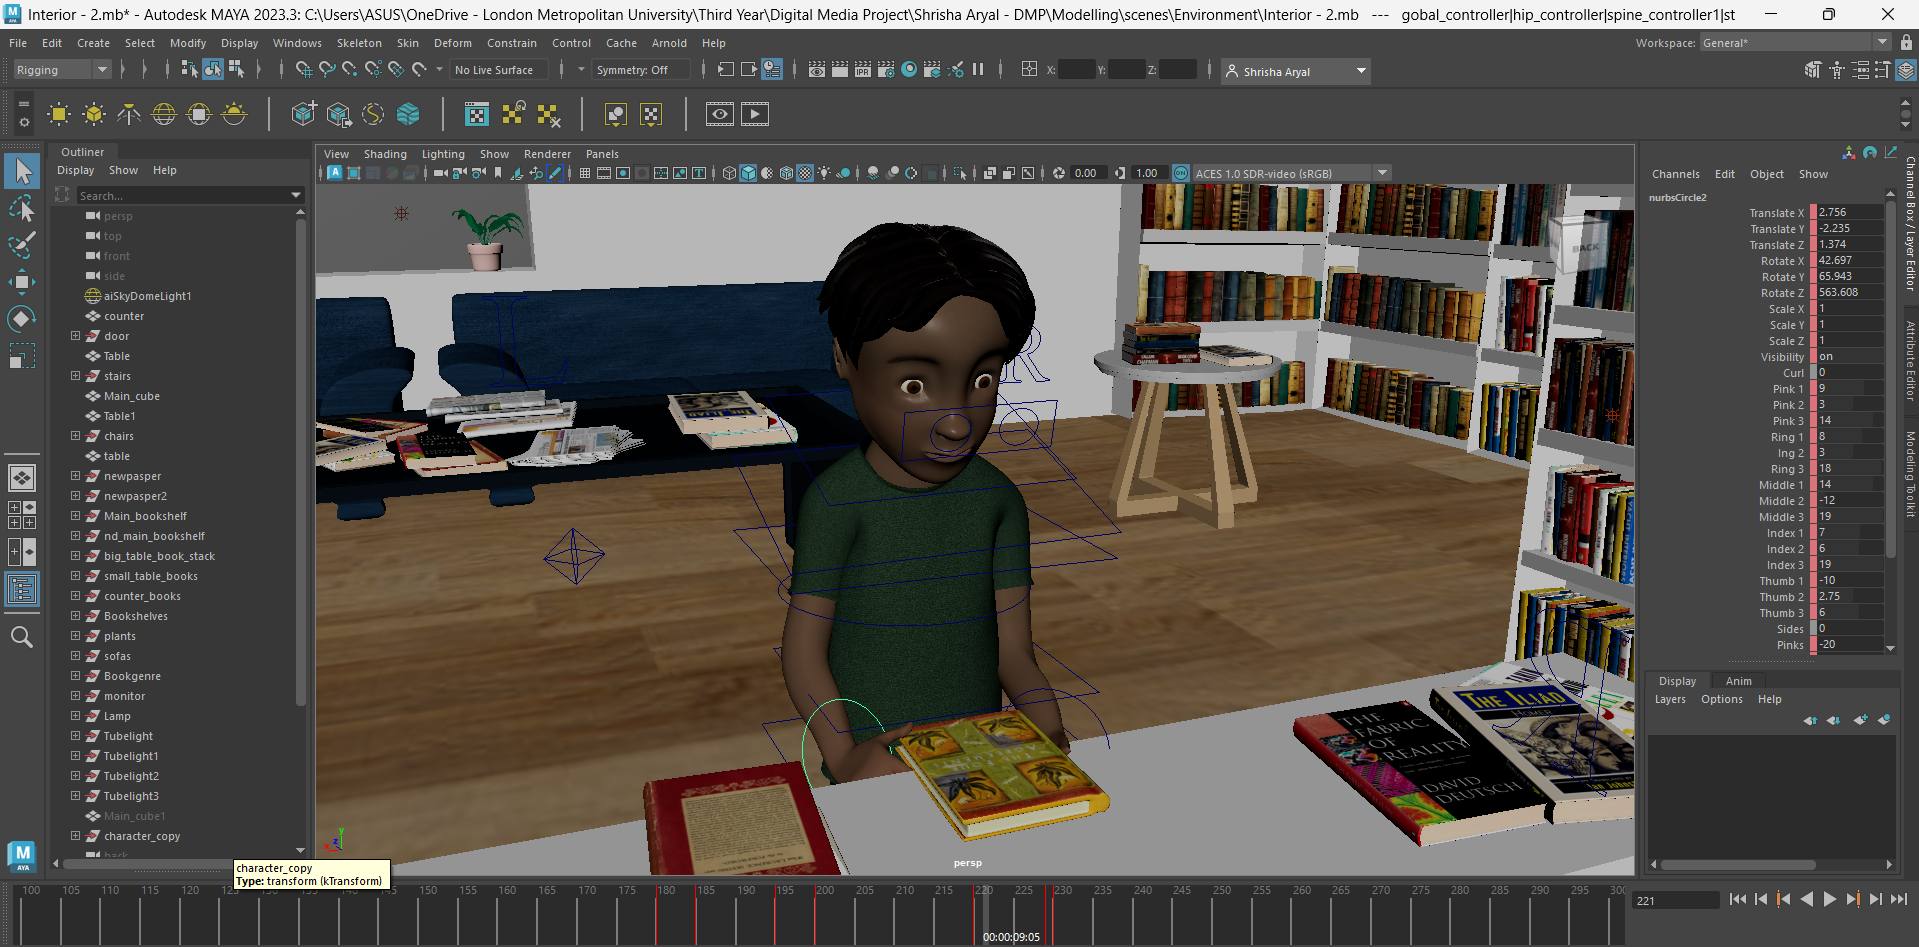 Interior - 2.mb* - Autodesk MAYA 2023.3: C:\Users\ASUS\OneDrive - London Metropolitan University\Third Year\Digital Media Project\Shrisha Aryal - DMP\Modelling\scenes\Environment\Interior - 2.mb --- gobal_controller|hip_controller|spine_controller1|st
File Edit Create Select Modify Display Windows Skeleton Skin Deform Constrain Control Cache Arnold Help
Workspace: General*
Rigging
No Live Surface
Symmetry: Off
IPR
X: Y: Z:
Shrisha Aryal
Outliner
Display Show Help
Search...
persp
top
front
side
aiSkyDomeLight1
counter
door
Table
stairs
Main_cube
Table1
chairs
table
newpasper
newpasper2
Main_bookshelf
nd_main_bookshelf
big_table_book_stack
small_table_books
counter_books
Bookshelves
plants
sofas
Bookgenre
monitor
Lamp
Tubelight
Tubelight1
Tubelight2
Tubelight3
Main_cube1
character_copy
back
character_copy
Type: transform (kTransform)
View Shading Lighting Show Renderer Panels
0.00
1.00
ON
ACES 1.0 SDR-video (sRGB)
BACK
L
R
THE ILIAD
THE FABRIC
OF
REALITY
DAVID
DEUTSCH
THE ILIAD
HOMER
persp
Channels Edit Object Show
nurbsCircle2
Translate X 2.756
Translate Y -2.235
Translate Z 1.374
Rotate X 42.697
Rotate Y 65.943
Rotate Z 563.608
Scale X 1
Scale Y 1
Scale Z 1
Visibility on
Curl 0
Pink 1 9
Pink 2 3
Pink 3 14
Ring 1 8
Ing 2 3
Ring 3 18
Middle 1 14
Middle 2 -12
Middle 3 19
Index 1 7
Index 2 6
Index 3 19
Thumb 1 -10
Thumb 2 2.75
Thumb 3 6
Sides 0
Pinks -20
Channel Box / Layer Editor
Attribute Editor
Modeling Toolkit
Display Anim
Layers Options Help
MAYA
100 105 110 115 120 125 130 135 140 145 150 155 160 165 170 175 180 185 190 195 200 205 210 215 220 225 230 235 240 245 250 255 260 265 270 275 280 285 290 295 300
00:00:09:05
221